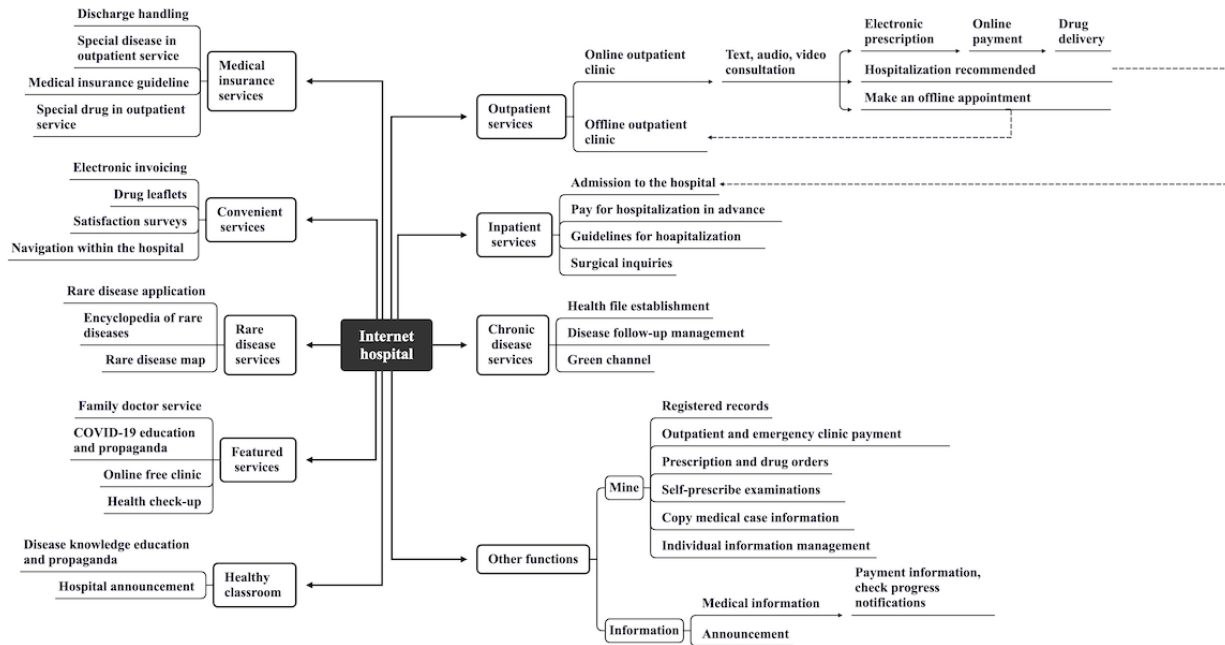 Discharge handling
Special disease in
outpatient service
Medical insurance guideline
Special drug in outpatient
service
Medical
insurance
services
Electronic invoicing
Drug leaflets
Satisfaction surveys
Navigation within the hospital
Convenient
services
Rare disease application
Encyclopedia of rare
diseases
Rare disease map
Rare
disease
services
Family doctor service
COVID-19 education
and propaganda
Online free clinic
Health check-up
Featured
services
Disease knowledge education
and propaganda
Hospital announcement
Healthy
classroom
Internet
hospital
Outpatient
services
Online outpatient
clinic
Offline outpatient
clinic
Text, audio, video
consultation
Electronic
prescription
Online
payment
Drug
delivery
Hospitalization recommended
Make an offline appointment
Inpatient
services
Admission to the hospital
Pay for hospitalization in advance
Guidelines for hoapitalization
Surgical inquiries
Chronic
disease
services
Health file establishment
Disease follow-up management
Green channel
Other functions
Mine
Registered records
Outpatient and emergency clinic payment
Prescription and drug orders
Self-prescribe examinations
Copy medical case information
Individual information management
Information
Medical information
Announcement
Payment information,
check progress
notifications